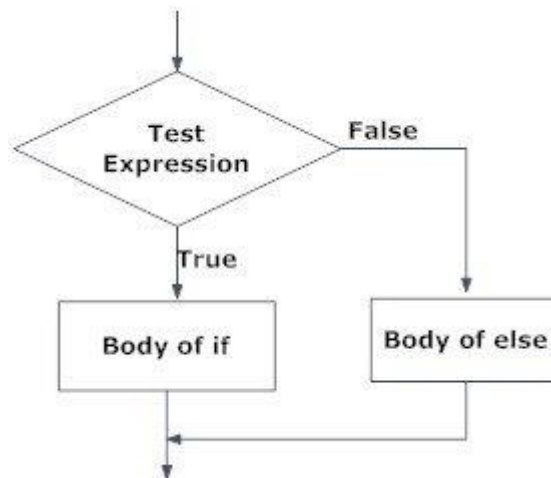 Test
Expression
False
True
Body of if
Body of else